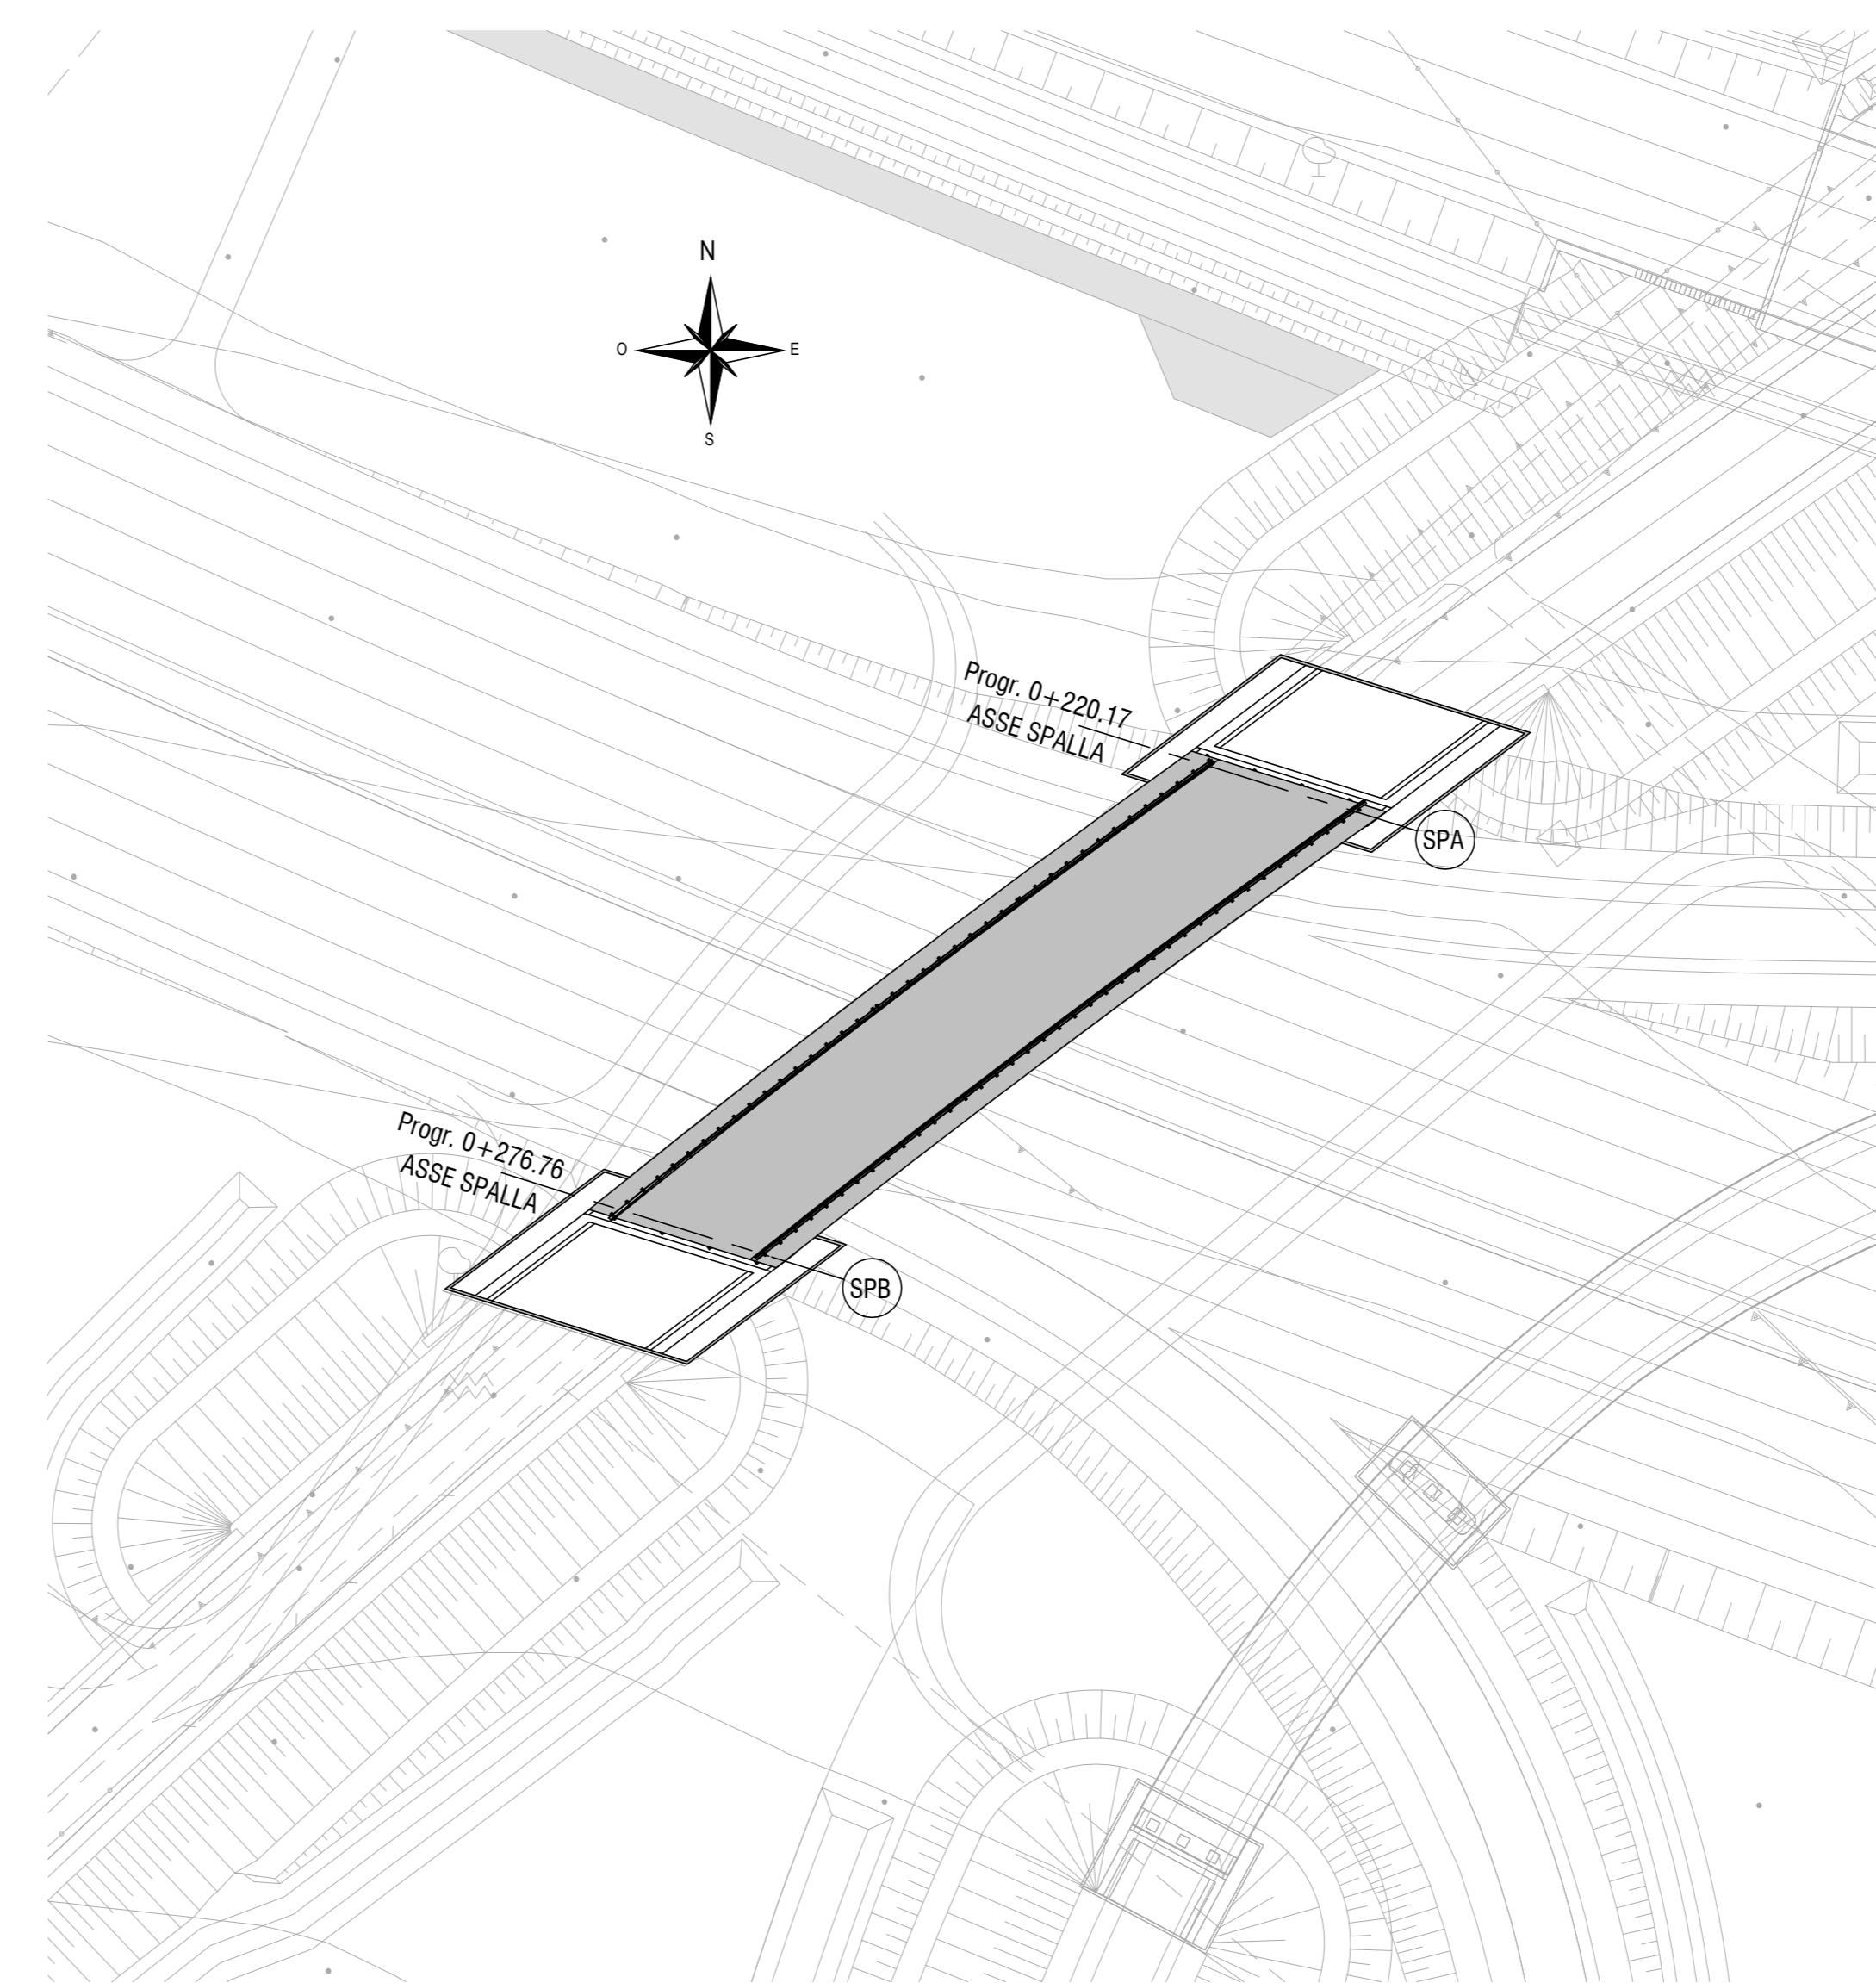 N
O
E
S
Progr. 0+220.17
ASSE SPALLA
SPA
Progr. 0+276.76
ASSE SPALLA
SPB